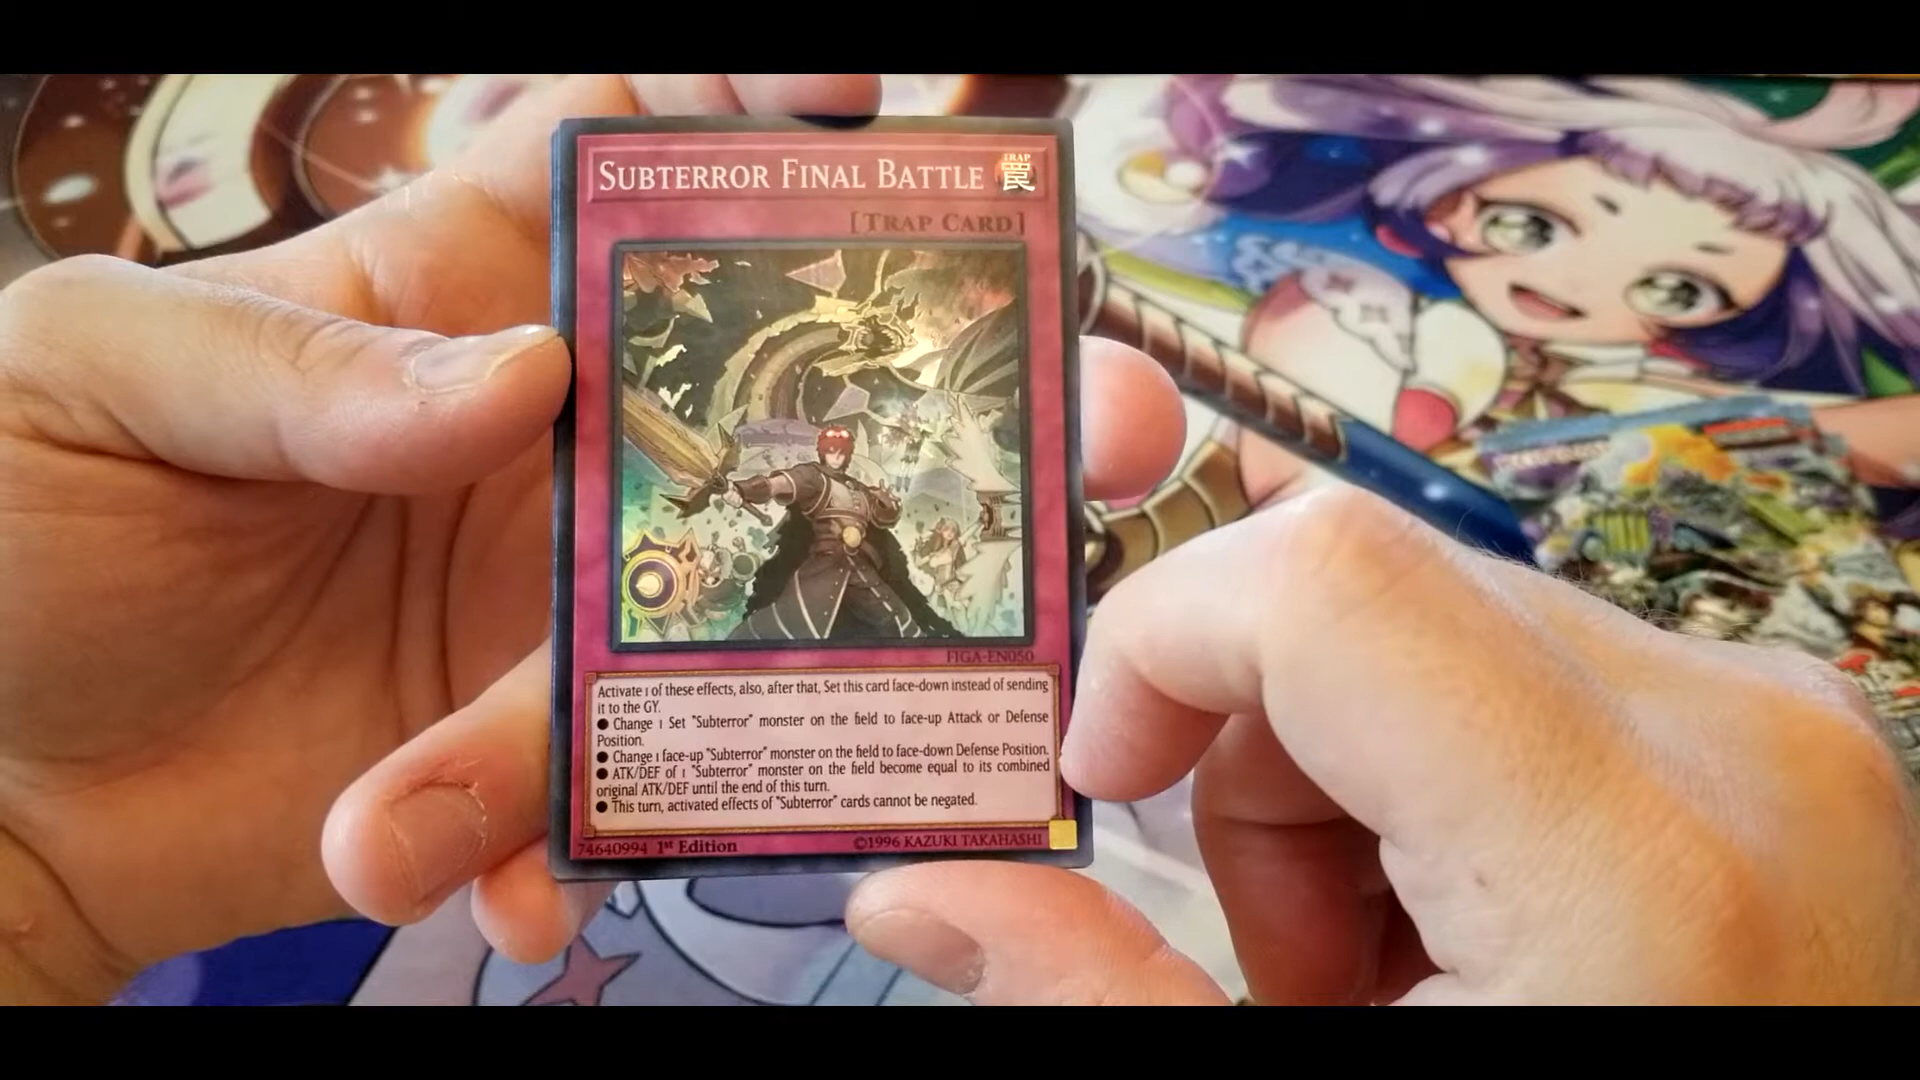 SUBTERROR FINAL BATTLE
TRAP
罠
[TRAP CARD]
FIGA-EN050
Activate 1 of these effects, also, after that, Set this card face-down instead of sending
it to the GY.
● Change 1 Set "Subterror" monster on the field to face-up Attack or Defense
Position.
● Change 1 face-up "Subterror" monster on the field to face-down Defense Position.
● ATK/DEF of 1 "Subterror" monster on the field become equal to its combined
original ATK/DEF until the end of this turn.
● This turn, activated effects of "Subterror" cards cannot be negated.
74640994 1st Edition
©1996 KAZUKI TAKAHASHI